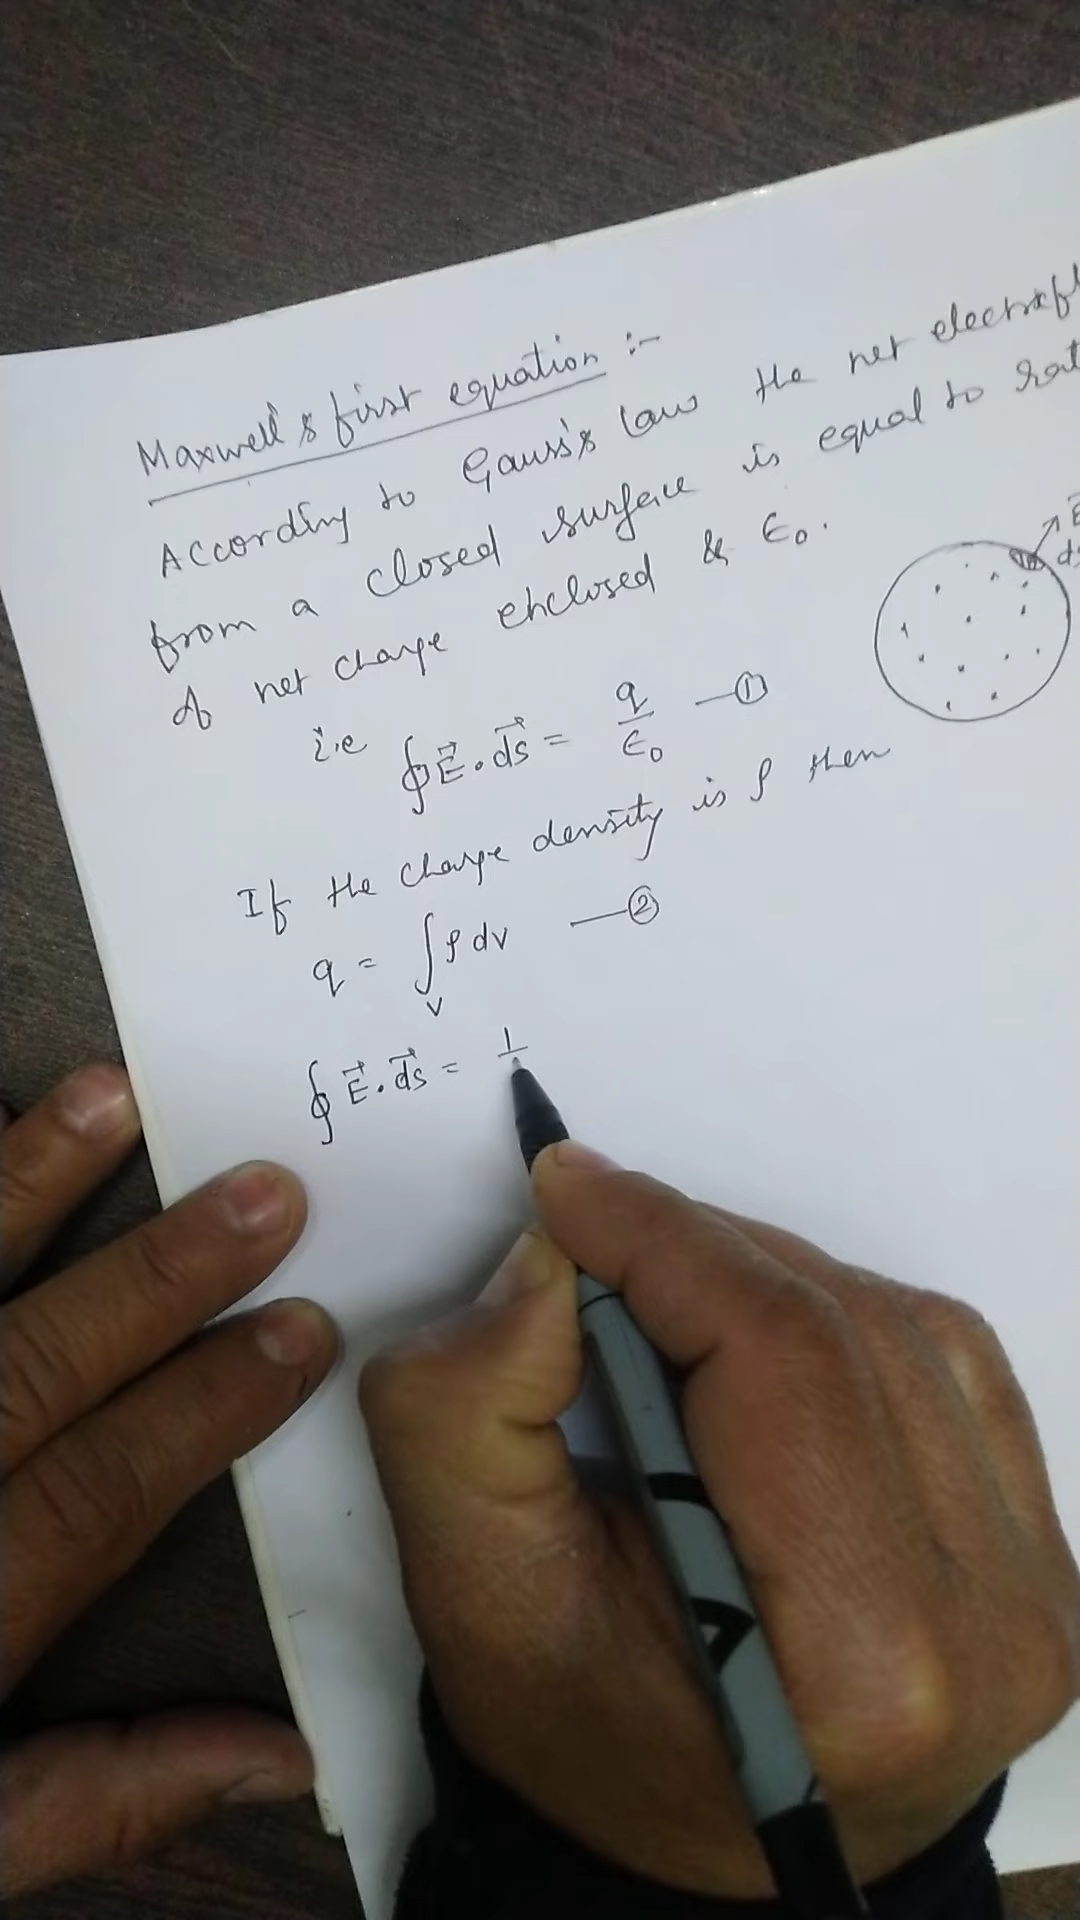 Maxwell's first equation :-
According to Gauss's law the net electric
from a closed surface is equal to
of net charge enclosed & ε₀.
E⃗
i.e ∮E⃗.ds⃗ = q/ε₀ —①
If the charge density is ρ then
q = ∫ᵥ ρdv —②
∮E⃗.ds⃗ = 1